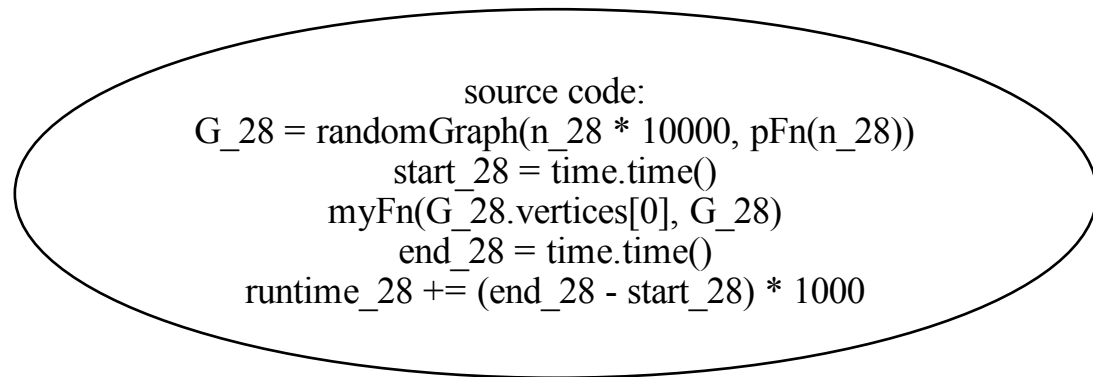 source code:
G_28 = randomGraph(n_28 * 10000, pFn(n_28))
start_28 = time.time()
myFn(G_28.vertices[0], G_28)
end_28 = time.time()
runtime_28 += (end_28 - start_28) * 1000